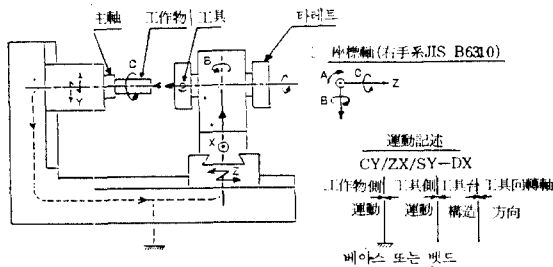 主軸
工作物
工具
타레트
C
B
Y
X
Z
座標軸(右手系JIS B6310)
A
C
Z
B
運動記述
CY/ZX/SY-DX
工作物側 工具側 工具台 工具回轉軸
運動 運動 構造 方向
베이스 또는 벳드